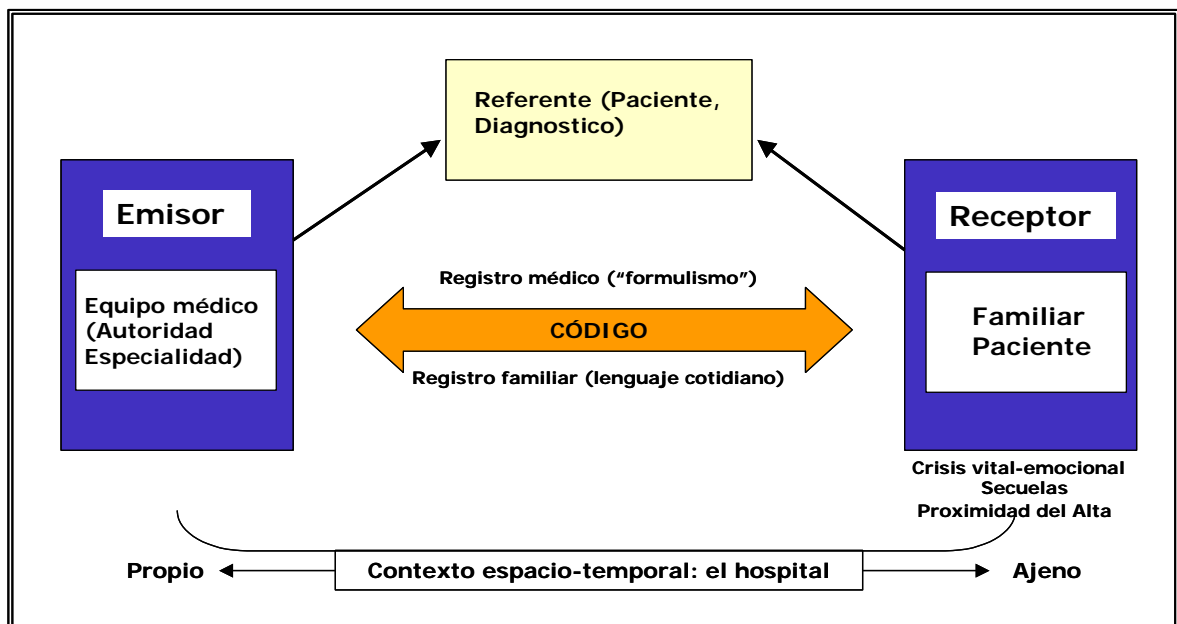 Referente (Paciente,
Diagnostico)
Emisor
Equipo médico
(Autoridad
Especialidad)
Registro médico (“formulismo”)
CÓDIGO
Registro familiar (lenguaje cotidiano)
Receptor
Familiar
Paciente
Crisis vital-emocional
Secuelas
Proximidad del Alta
Propio
Contexto espacio-temporal: el hospital
Ajeno